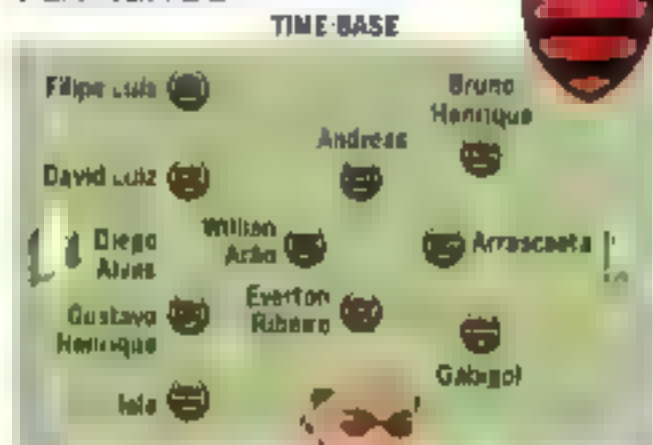 TIME-BASE
Filipe Luís
Bruno
Henrique
Andreas
David Luiz
Diego
Alves
Willian
Arão
Arrascaeta
Gustavo
Henrique
Everton
Ribeiro
Gabigol
Isla